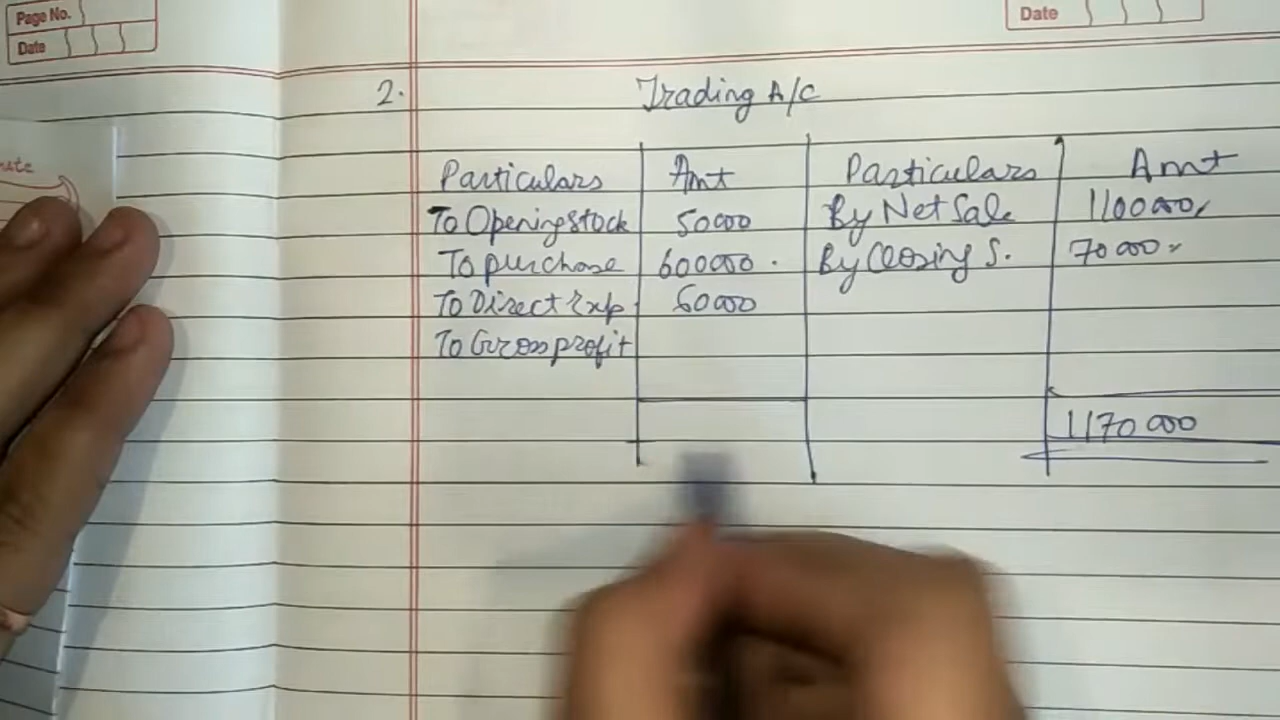 Page No.
Date
Date
2. Trading A/C
Particulars Amt Particulars Amt
To Opening stock 50000 By Net Sale 1100000
To purchase 600000 By Closing S. 70000
To Direct Exp 60000
To Gross profit
1170000